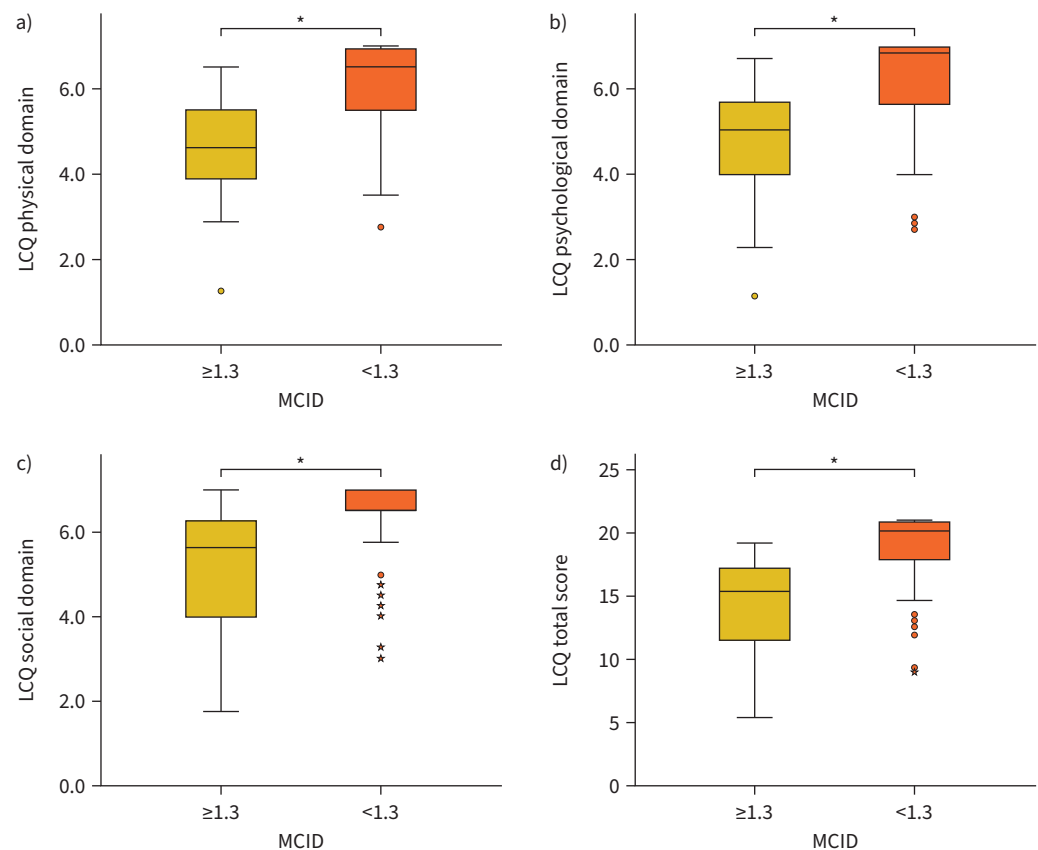 a)
*
LCQ physical domain
6.0
4.0
2.0
0.0
≥1.3
<1.3
MCID
b)
*
LCQ psychological domain
6.0
4.0
2.0
0.0
≥1.3
<1.3
MCID
c)
*
LCQ social domain
6.0
4.0
2.0
0.0
≥1.3
<1.3
MCID
d)
*
LCQ total score
25
20
15
10
5
0
≥1.3
<1.3
MCID